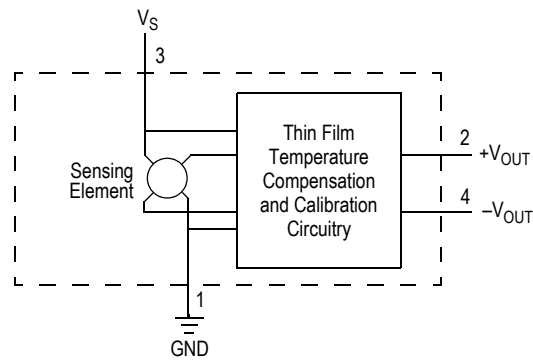 V_S
3
Thin Film
Temperature
Compensation
and Calibration
Circuitry
Sensing
Element
2
+V_OUT
4
–V_OUT
1
GND